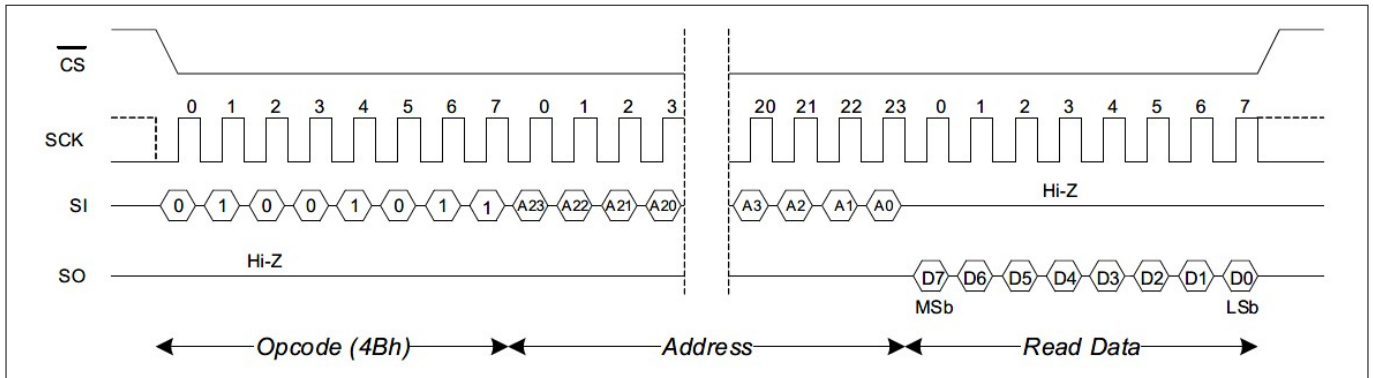 CS
0 1 2 3 4 5 6 7 0 1 2 3 20 21 22 23 0 1 2 3 4 5 6 7
SCK
Hi-Z
SI 0 1 0 0 1 0 1 1 A23 A22 A21 A20 A3 A2 A1 A0
Hi-Z
SO D7 D6 D5 D4 D3 D2 D1 D0
MSb LSb
Opcode (4Bh) Address Read Data